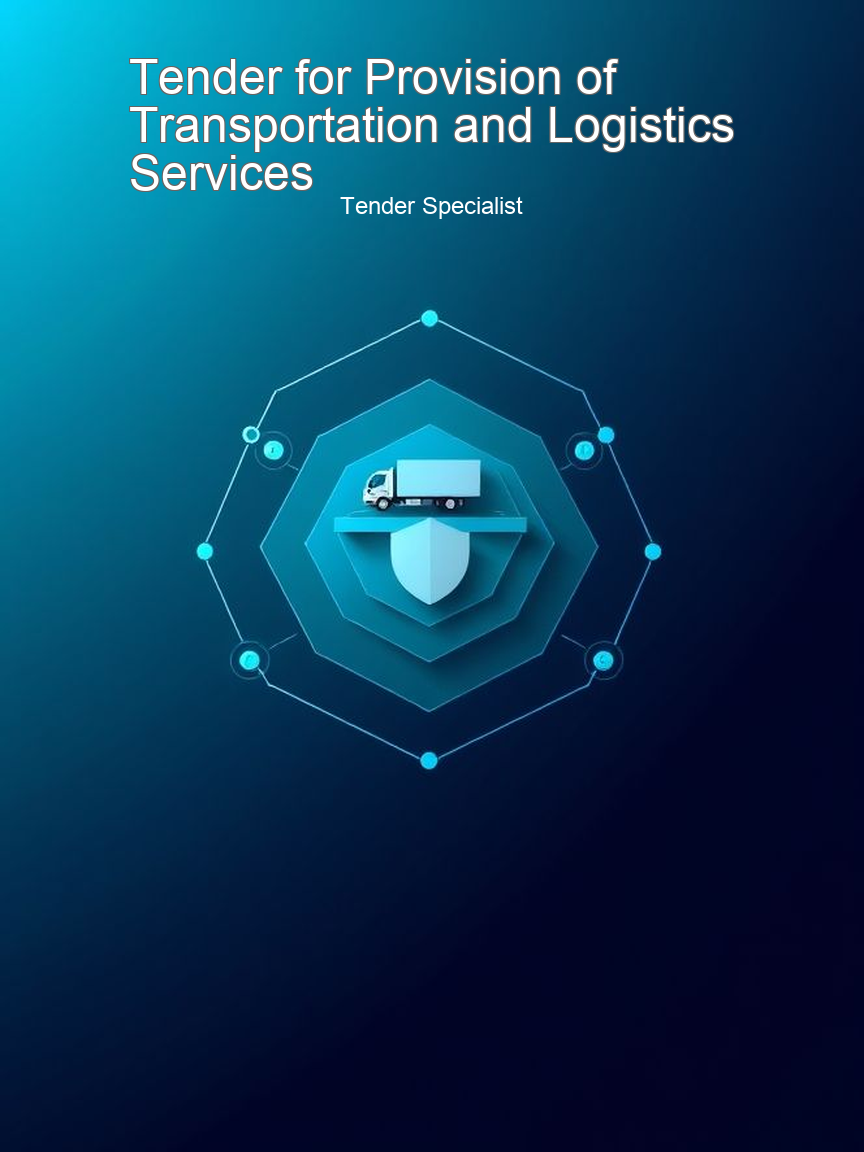 Tender for Provision of
Transportation and Logistics
Services
Tender Specialist